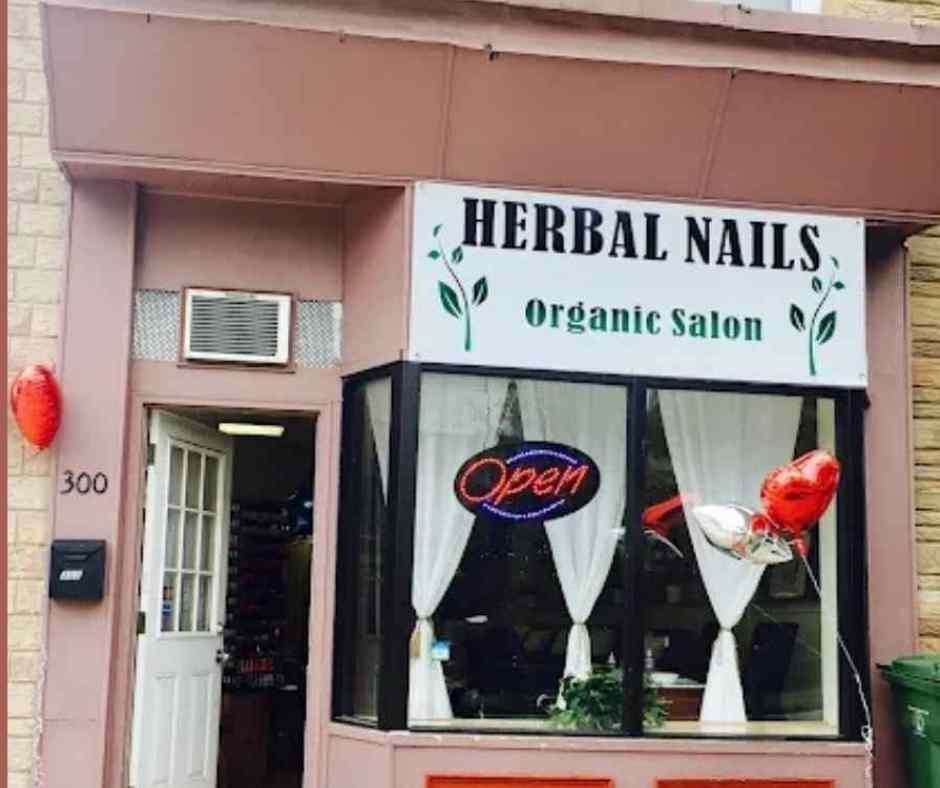 HERBAL NAILS
Organic Salon
Open
300